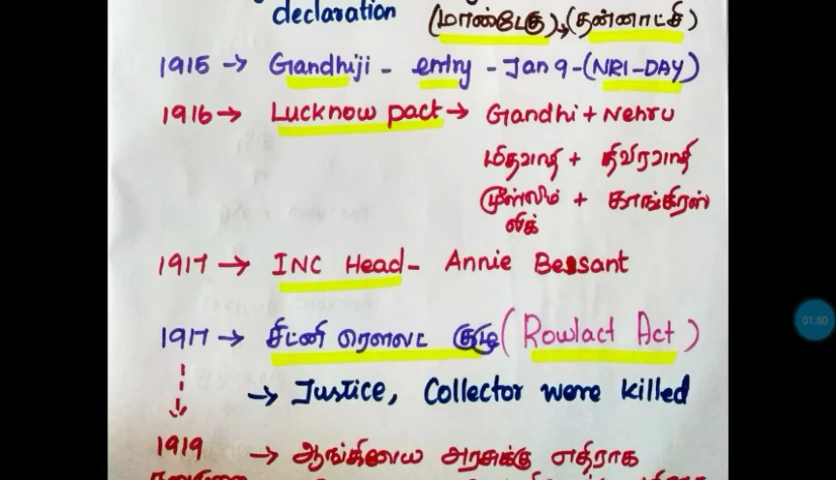 declaration (மாண்டேகு),(தன்னாட்சி)
1915 → Gandhiji - entry - Jan 9 - (NRI-DAY)
1916 → Lucknow pact → Gandhi + Nehru
மிதவாதி + தீவிரவாதி
முஸ்லிம் + காங்கிரஸ்
லீக்
1917 → INC Head - Annie Bessant
1917 → சிட்னி ரௌலட் குழு (Rowlact Act)
→ Justice, Collector were killed
1919 → ஆங்கிலேய அரசுக்கு எதிராக
01:50